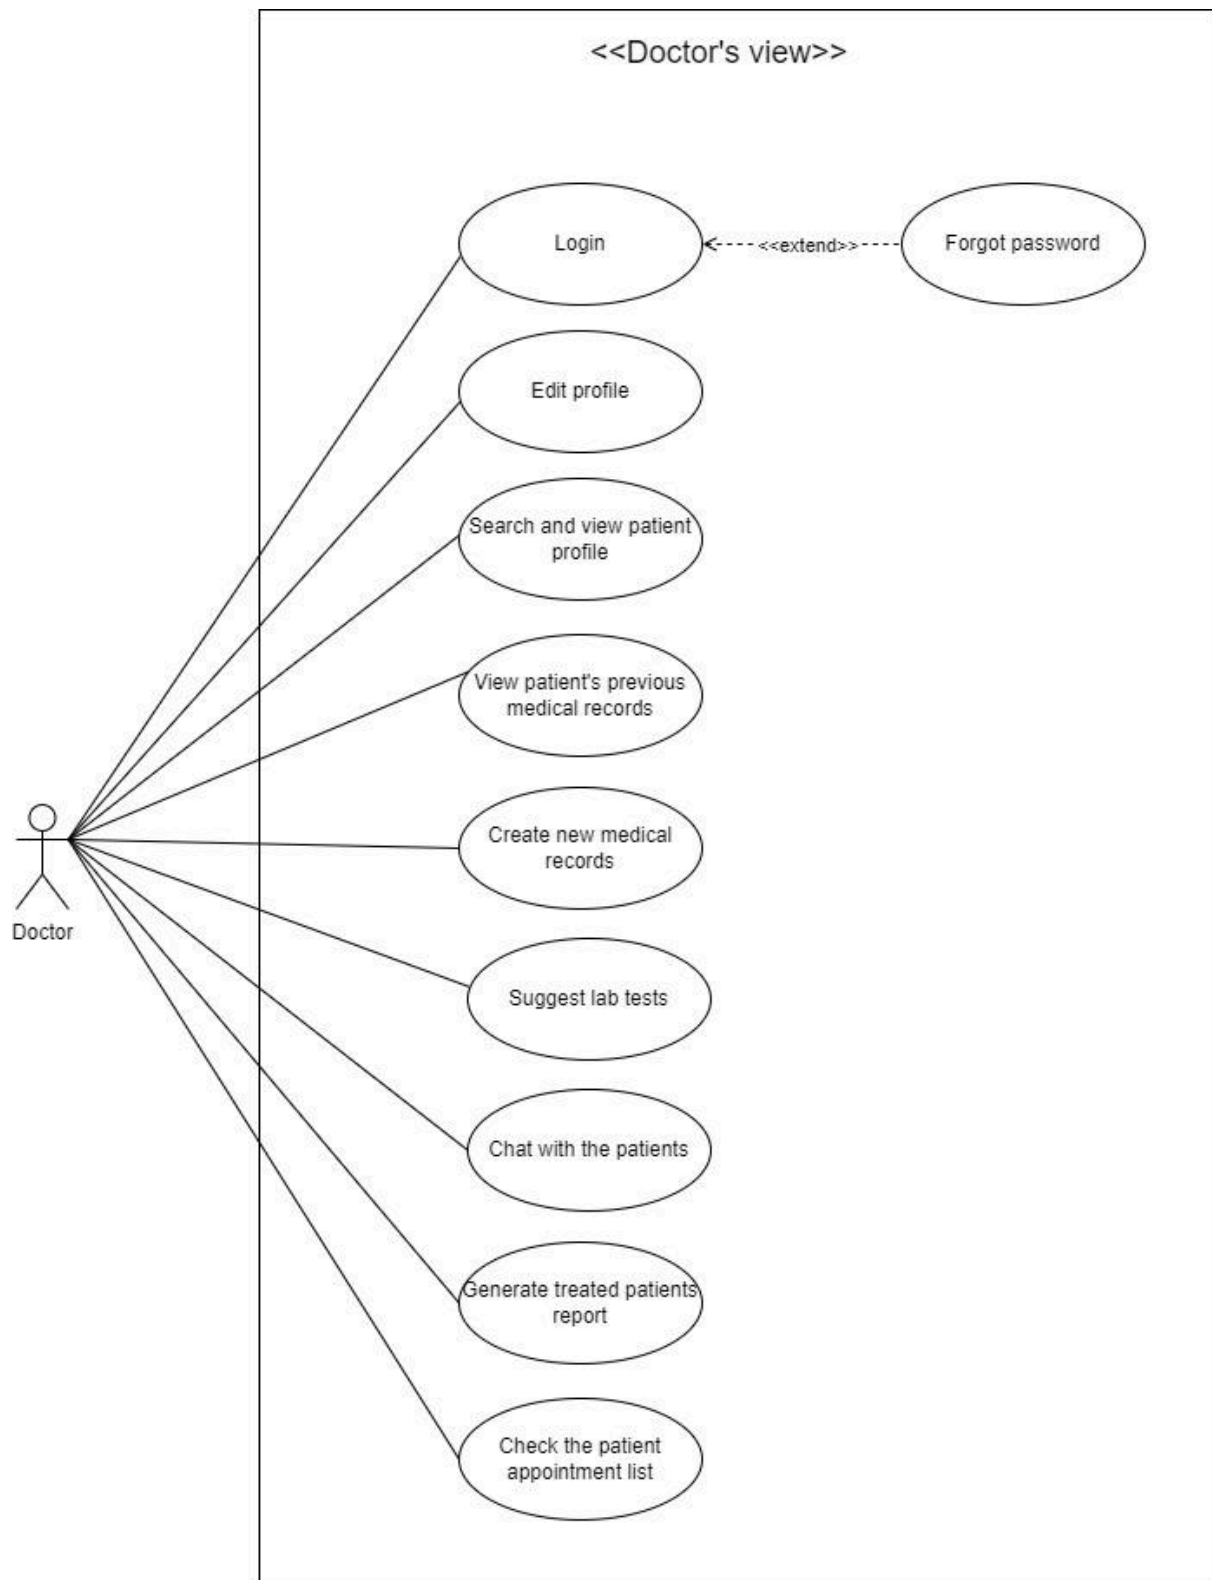 <<Doctor's view>>
Login
<<extend>>
Forgot password
Edit profile
Search and view patient
profile
View patient's previous
medical records
Create new medical
records
Doctor
Suggest lab tests
Chat with the patients
Generate treated patients
report
Check the patient
appointment list